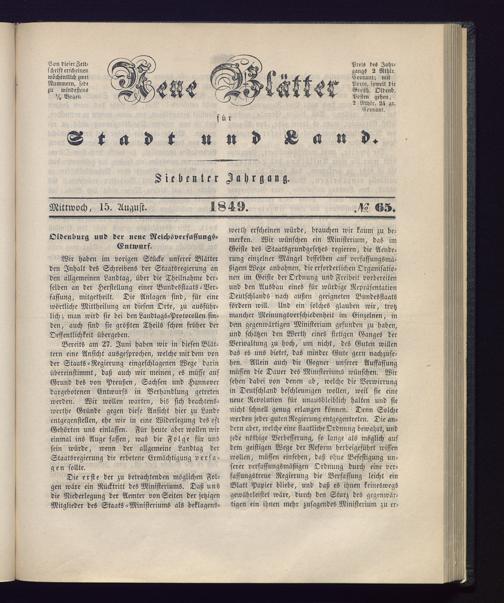 Von dieser Zeit-
schrift erscheinen
wöchentlich zwei
Nummern, jede
zu mindestens
½ Bogen.
Neue Blätter
Preis des Jahr-
gangs 2 Rthlr.
Courant; mit
Porto, soweit die
Großh. Oldenb.
Posten gehen,
2 Rthlr. 24 gr.
Courant.
für
Stadt und Land.
Siebenter Jahrgang.
Mittwoch, 15. August. 1849. № 65.
Oldenburg und der neue Reichsverfassungs-
Entwurf.
Wir haben im vorigen Stücke unserer Blätter
den Inhalt des Schreibens der Staatsregierung an
den allgemeinen Landtag, über die Theilnahme der-
selben an der Herstellung einer Bundesstaats-Ver-
fassung, mitgetheilt. Die Anlagen sind, für eine
wörtliche Mittheilung an diesem Orte, zu ausführ-
lich; man wird sie bei den Landtags-Protocollen fin-
den, auch sind sie größten Theils schon früher der
Oeffentlichkeit übergeben.
Bereits am 27. Juni haben wir in diesen Blät-
tern eine Ansicht ausgesprochen, welche mit dem von
der Staats-Regierung eingeschlagenen Wege darin
übereinstimmt, daß auch wir meinen, es müsse auf
Grund des von Preußen, Sachsen und Hannover
dargebotenen Entwurfs in Verhandlung getreten
werden. Wir wollen warten, bis sich beachtens-
werthe Gründe gegen diese Ansicht hier zu Lande
entgegenstellen, ehe wir in eine Widerlegung des oft
Gehörten uns einlassen. Für heute aber wollen wir
einmal ins Auge fassen, was die Folge für uns
sein würde, wenn der allgemeine Landtag der
Staatsregierung die erbetene Ermächtigung versa-
gen sollte.
Die erste der zu betrachtenden möglichen Fol-
gen wäre ein Rücktritt des Ministeriums. Daß uns
die Niederlegung der Aemter von Seiten der jetzigen
Mitglieder des Staats-Ministeriums als beklagens-
werth erscheinen würde, brauchen wir kaum zu be-
merken. Wir wünschen ein Ministerium, das im
Geiste des Staatsgrundgesetzes regieren, die Aende-
rung einzelner Mängel desselben auf verfassungsmä-
ßigem Wege anbahnen, die erforderlichen Organisatio-
nen im Geiste der Ordnung und Freiheit vorbereiten
und den Ausbau eines für würdige Repräsentation
Deutschlands nach außen geeigneten Bundesstaats
fördern will. Und ein solches glauben wir, trotz
mancher Meinungsverschiedenheit im Einzelnen, in
dem gegenwärtigen Ministerium gefunden zu haben,
und schätzen den Werth eines stetigen Ganges der
Verwaltung zu hoch, um nicht, des Guten willen
das es uns bietet, das minder Gute gern nachzuse-
hen. Allein auch die Gegner unserer Auffassung
müssen die Dauer des Ministeriums wünschen. Wir
sehen dabei von denen ab, welche die Verwirrung
in Deutschland beschleunigen wollen, weil sie eine
neue Revolution für unausbleiblich halten und sie
nicht schnell genug erlangen können. Denn Solche
werden jeder guten Regierung entgegentreten. Die an-
dern aber, welche eine staatliche Ordnung bewahrt, und
jede nöthige Verbesserung, so lange als möglich auf
dem geistigen Wege der Reform herbeigeführt wissen
wollen, müssen einsehen, daß ohne Befestigung un-
serer verfassungsmäßigen Ordnung durch eine ver-
fassungstreue Regierung die Verfassung leicht ein
Blatt Papier bliebe, und daß es ihnen keineswegs
gewährleistet wäre, durch den Sturz des gegenwär-
tigen ein ihnen mehr zusagendes Ministerium zu er-